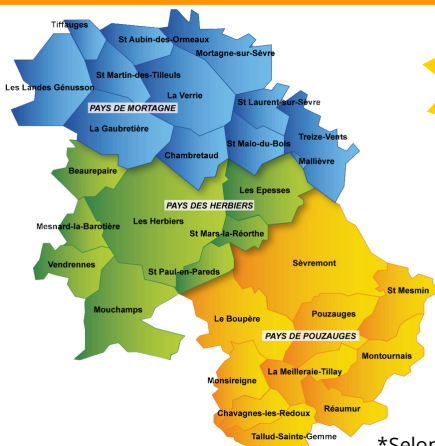 Tiffauges
St Aubin-des-Ormeaux
Mortagne-sur-Sèvre
St Martin-des-Tilleuls
Les Landes Génusson
La Verrie
St Laurent-sur-Sèvre
PAYS DE MORTAGNE
La Gaubretière
Treize-Vents
St Malo-du-Bois
Chambretaud
Mallièvre
Beaurepaire
Les Epesses
PAYS DES HERBIERS
Mesnard-la-Barotière
Les Herbiers
St Mars-la-Réorthe
Vendrennes
Sèvremont
St Paul-en-Pareds
St Mesmin
Mouchamps
Le Boupère
Pouzauges
PAYS DE POUZAUGES
Montournais
La Meilleraie-Tillay
Monsireigne
Réaumur
Chavagnes-les-Redoux
Tallud-Sainte-Gemme
*Selon